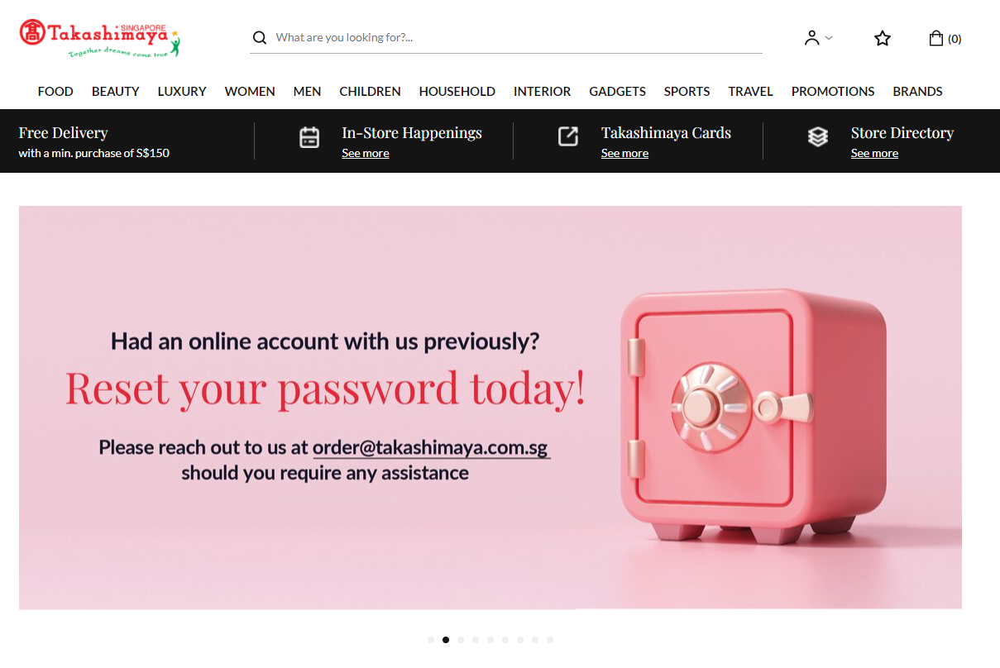 髙 Takashimaya
SINGAPORE
Together dreams come true
What are you looking for?...
(0)
FOOD BEAUTY LUXURY WOMEN MEN CHILDREN HOUSEHOLD INTERIOR GADGETS SPORTS TRAVEL PROMOTIONS BRANDS
Free Delivery
with a min. purchase of S$150
In-Store Happenings
See more
Takashimaya Cards
See more
Store Directory
See more
Had an online account with us previously?
Reset your password today!
Please reach out to us at order@takashimaya.com.sg
should you require any assistance